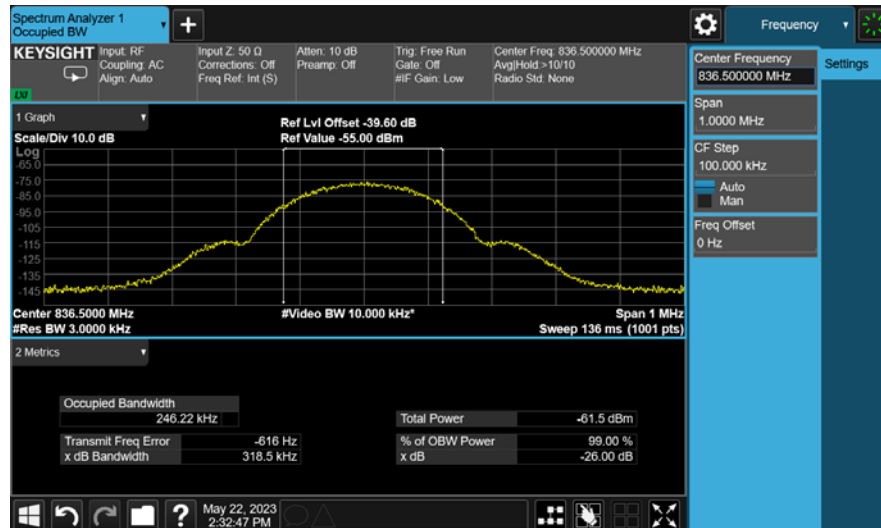 Spectrum Analyzer 1
Occupied BW
+
Frequency
KEYSIGHT
LXI
Input: RF
Coupling: AC
Align: Auto
Input Z: 50 Ω
Corrections: Off
Freq Ref: Int (S)
Atten: 10 dB
Preamp: Off
Trig: Free Run
Gate: Off
#IF Gain: Low
Center Freq: 836.500000 MHz
Avg|Hold:>10/10
Radio Std: None
Center Frequency
836.500000 MHz
Settings
Span
1.0000 MHz
CF Step
100.000 kHz
Auto
Man
Freq Offset
0 Hz
1 Graph
Scale/Div 10.0 dB
Ref Lvl Offset -39.60 dB
Ref Value -55.00 dBm
Log
-65.0
-75.0
-85.0
-95.0
-105
-115
-125
-135
-145
Center 836.5000 MHz
#Video BW 10.000 kHz*
Span 1 MHz
#Res BW 3.0000 kHz
Sweep 136 ms (1001 pts)
2 Metrics
Occupied Bandwidth
246.22 kHz
Total Power -61.5 dBm
Transmit Freq Error -616 Hz
% of OBW Power 99.00 %
x dB Bandwidth 318.5 kHz
x dB -26.00 dB
?
May 22, 2023
2:32:47 PM